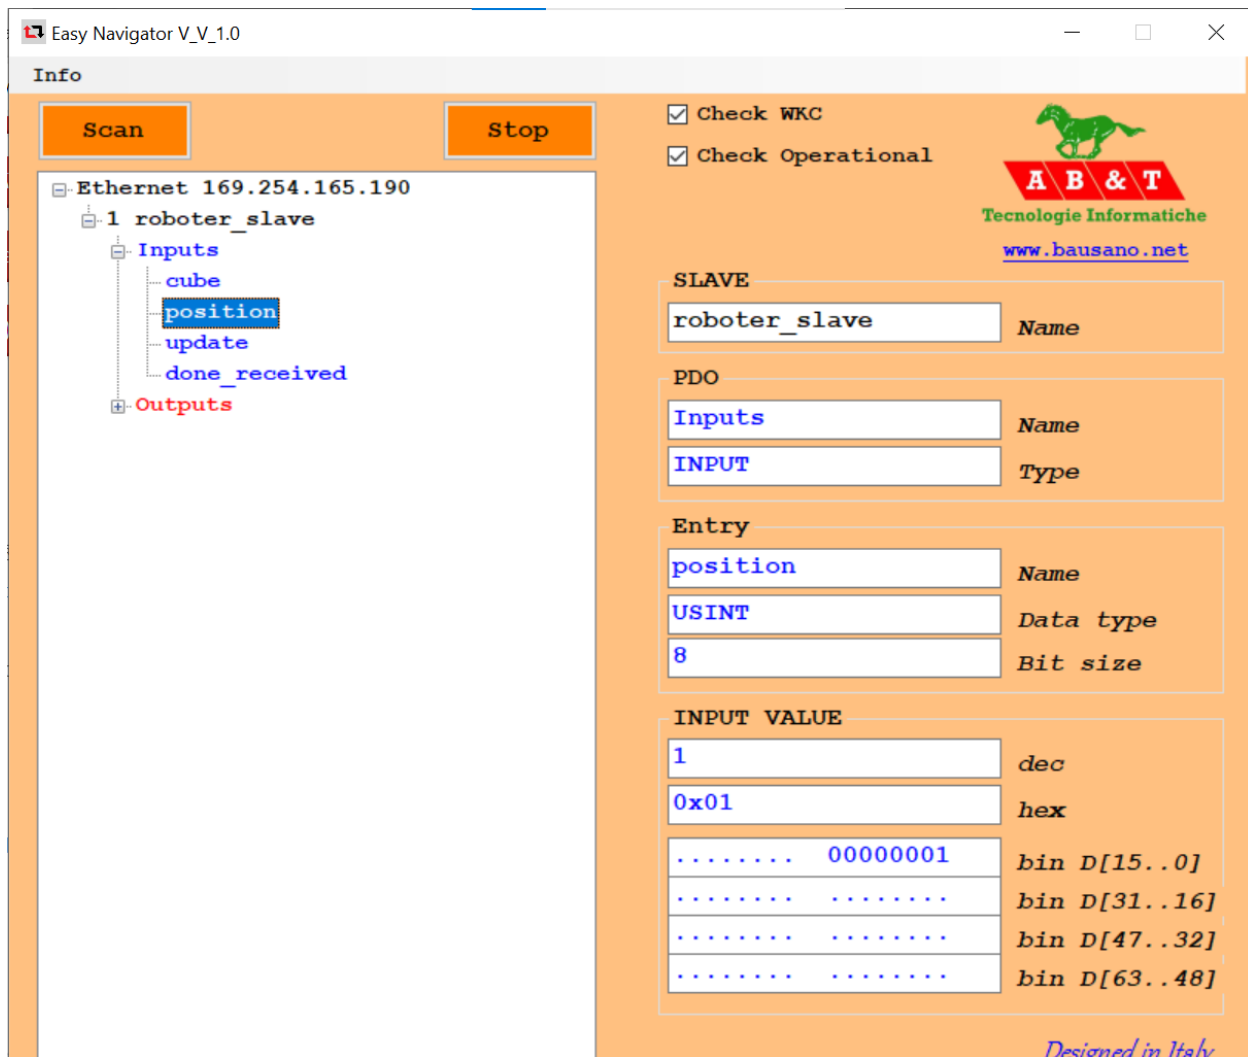 Easy Navigator V_V_1.0
Info
Scan
Stop
Ethernet 169.254.165.190
1 roboter_slave
Inputs
cube
position
update
done_received
Outputs
Check WKC
Check Operational
A B & T
Tecnologie Informatiche
www.bausano.net
SLAVE
roboter_slave Name
PDO
Inputs Name
INPUT Type
Entry
position Name
USINT Data type
8 Bit size
INPUT VALUE
1 dec
0x01 hex
........ 00000001 bin D[15..0]
........ ........ bin D[31..16]
........ ........ bin D[47..32]
........ ........ bin D[63..48]
Designed in Italy